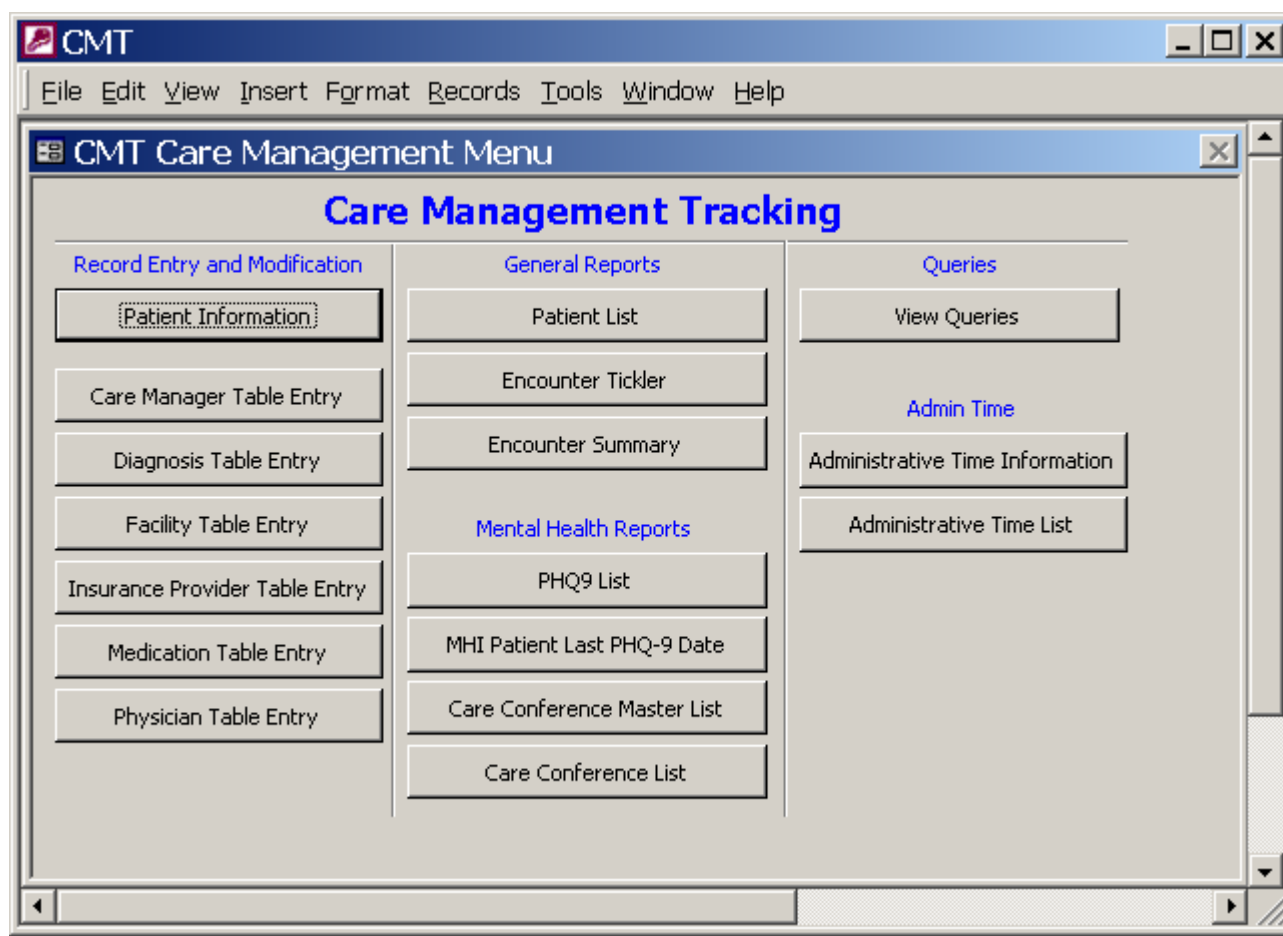 CMT
File Edit View Insert Format Records Tools Window Help
CMT Care Management Menu
Care Management Tracking
Record Entry and Modification
Patient Information
Care Manager Table Entry
Diagnosis Table Entry
Facility Table Entry
Insurance Provider Table Entry
Medication Table Entry
Physician Table Entry
General Reports
Patient List
Encounter Tickler
Encounter Summary
Mental Health Reports
PHQ9 List
MHI Patient Last PHQ-9 Date
Care Conference Master List
Care Conference List
Queries
View Queries
Admin Time
Administrative Time Information
Administrative Time List